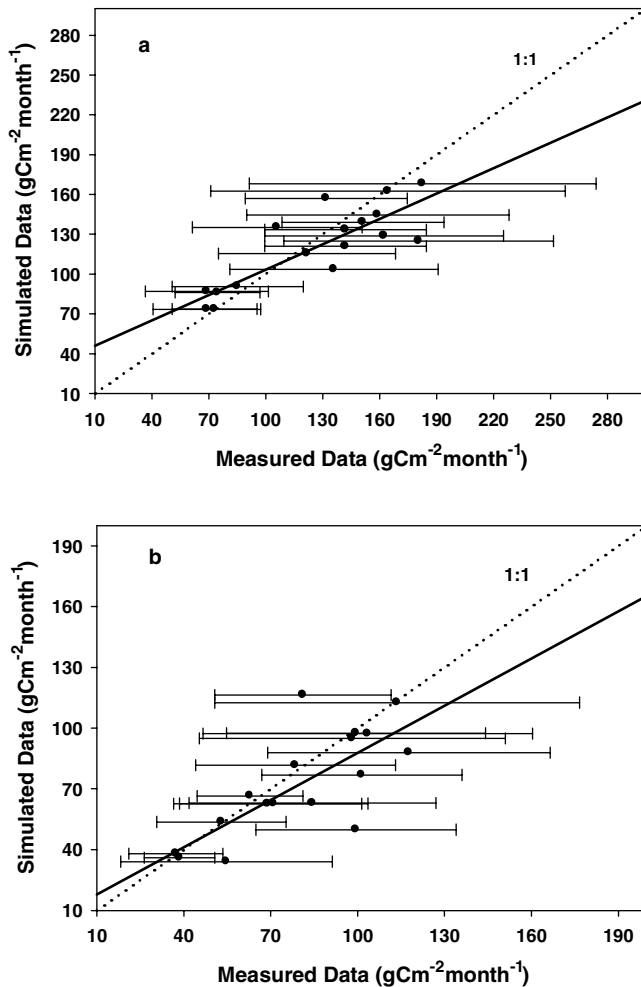 a
1:1
280
250
220
190
160
130
100
70
40
10
Simulated Data (gCm-2month-1)
10 40 70 100 130 160 190 220 250 280
Measured Data (gCm-2month-1)
b
1:1
190
160
130
100
70
40
10
Simulated Data (gCm-2month-1)
10 40 70 100 130 160 190
Measured Data (gCm-2month-1)